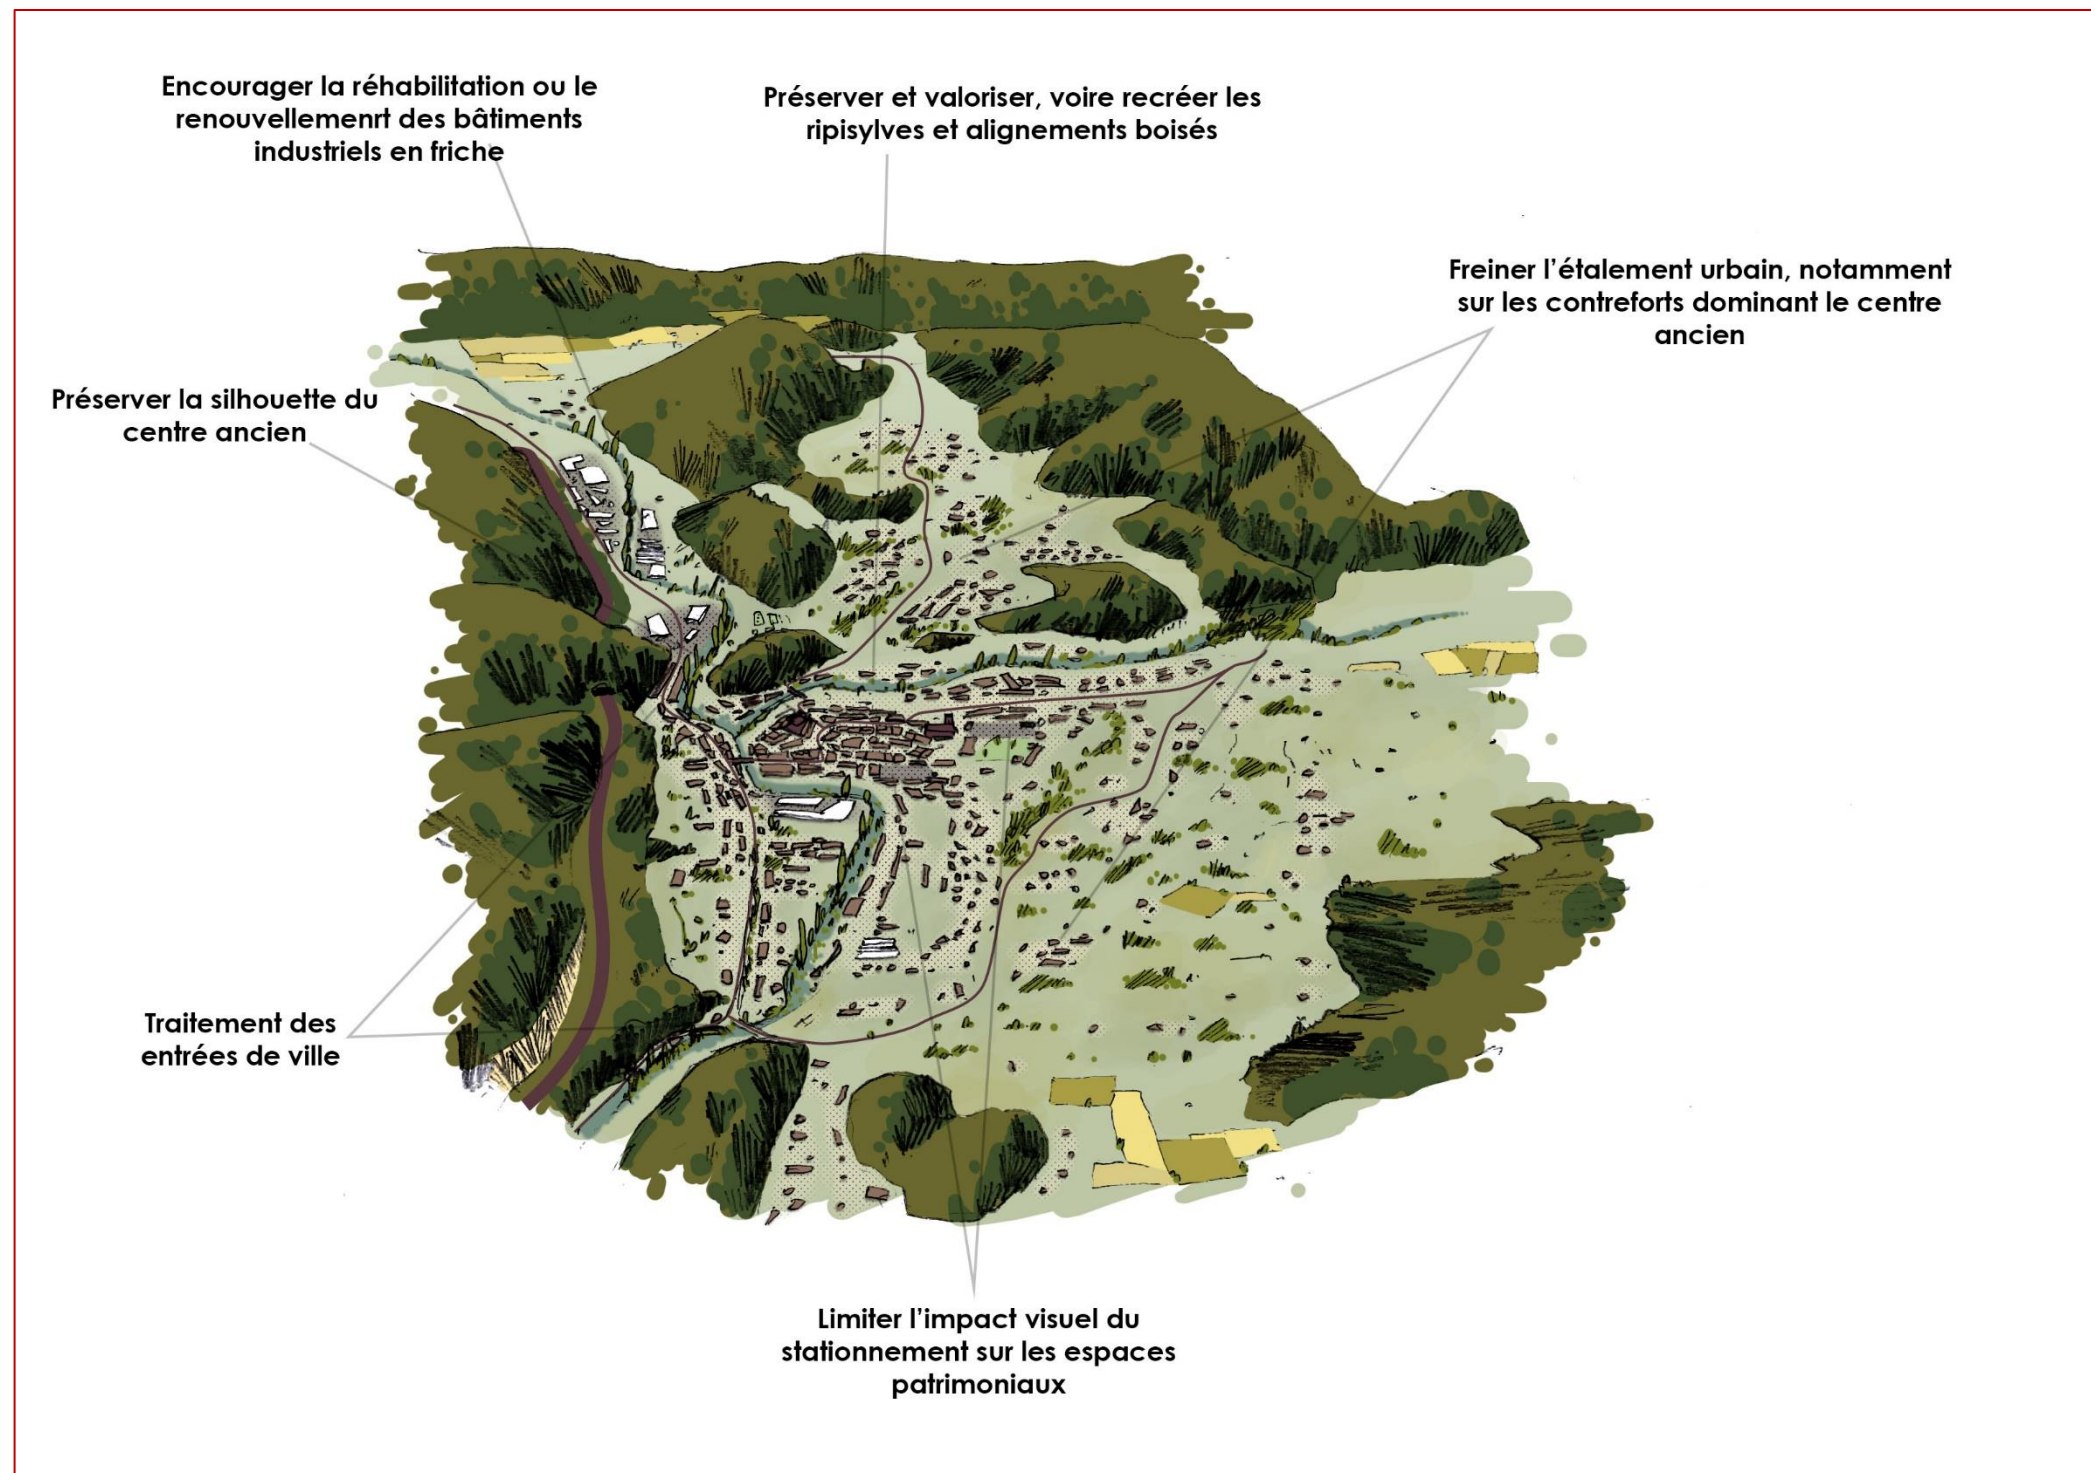 Encourager la réhabilitation ou le
renouvellemenrt des bâtiments
industriels en friche
Préserver et valoriser, voire recréer les
ripisylves et alignements boisés
Freiner l’étalement urbain, notamment
sur les contreforts dominant le centre
ancien
Préserver la silhouette du
centre ancien
Traitement des
entrées de ville
Limiter l’impact visuel du
stationnement sur les espaces
patrimoniaux